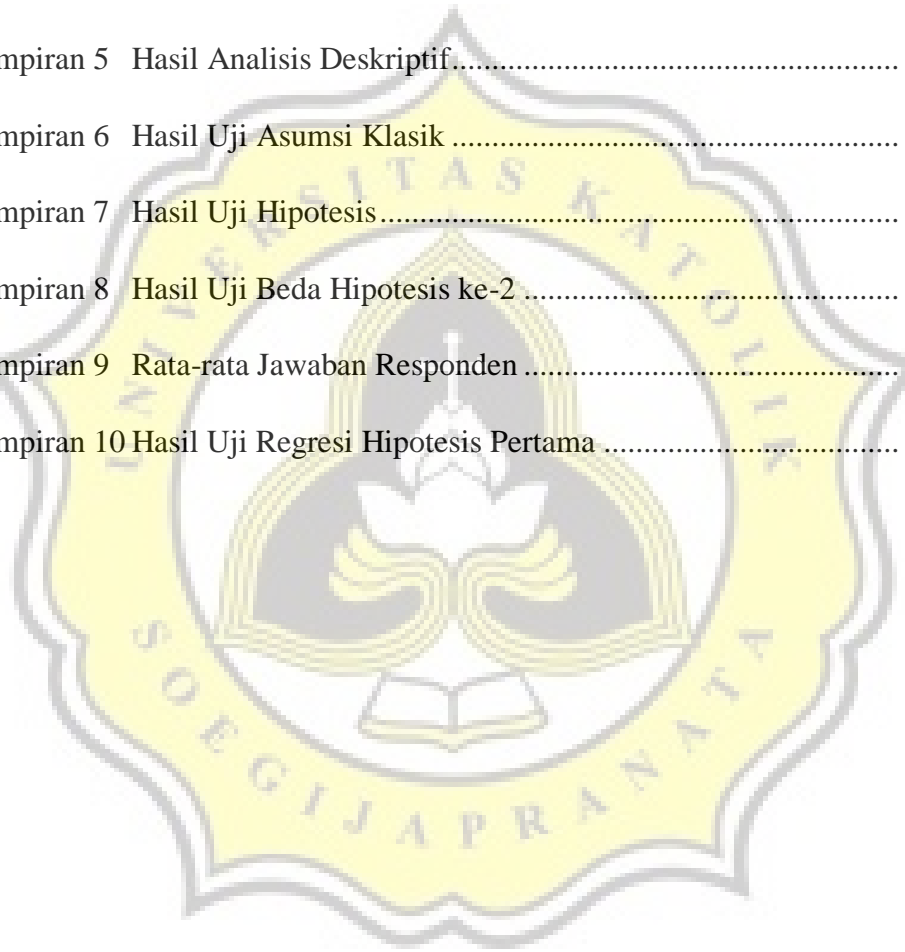 mpiran 5 Hasil Analisis Deskriptif................................................
mpiran 6 Hasil Uji Asumsi Klasik ................................................
mpiran 7 Hasil Uji Hipotesis................................................
mpiran 8 Hasil Uji Beda Hipotesis ke-2 ................................................
mpiran 9 Rata-rata Jawaban Responden ................................................
mpiran 10 Hasil Uji Regresi Hipotesis Pertama ................................................
UNIVERSITAS KATOLIK
SOEGIJAPRANATA